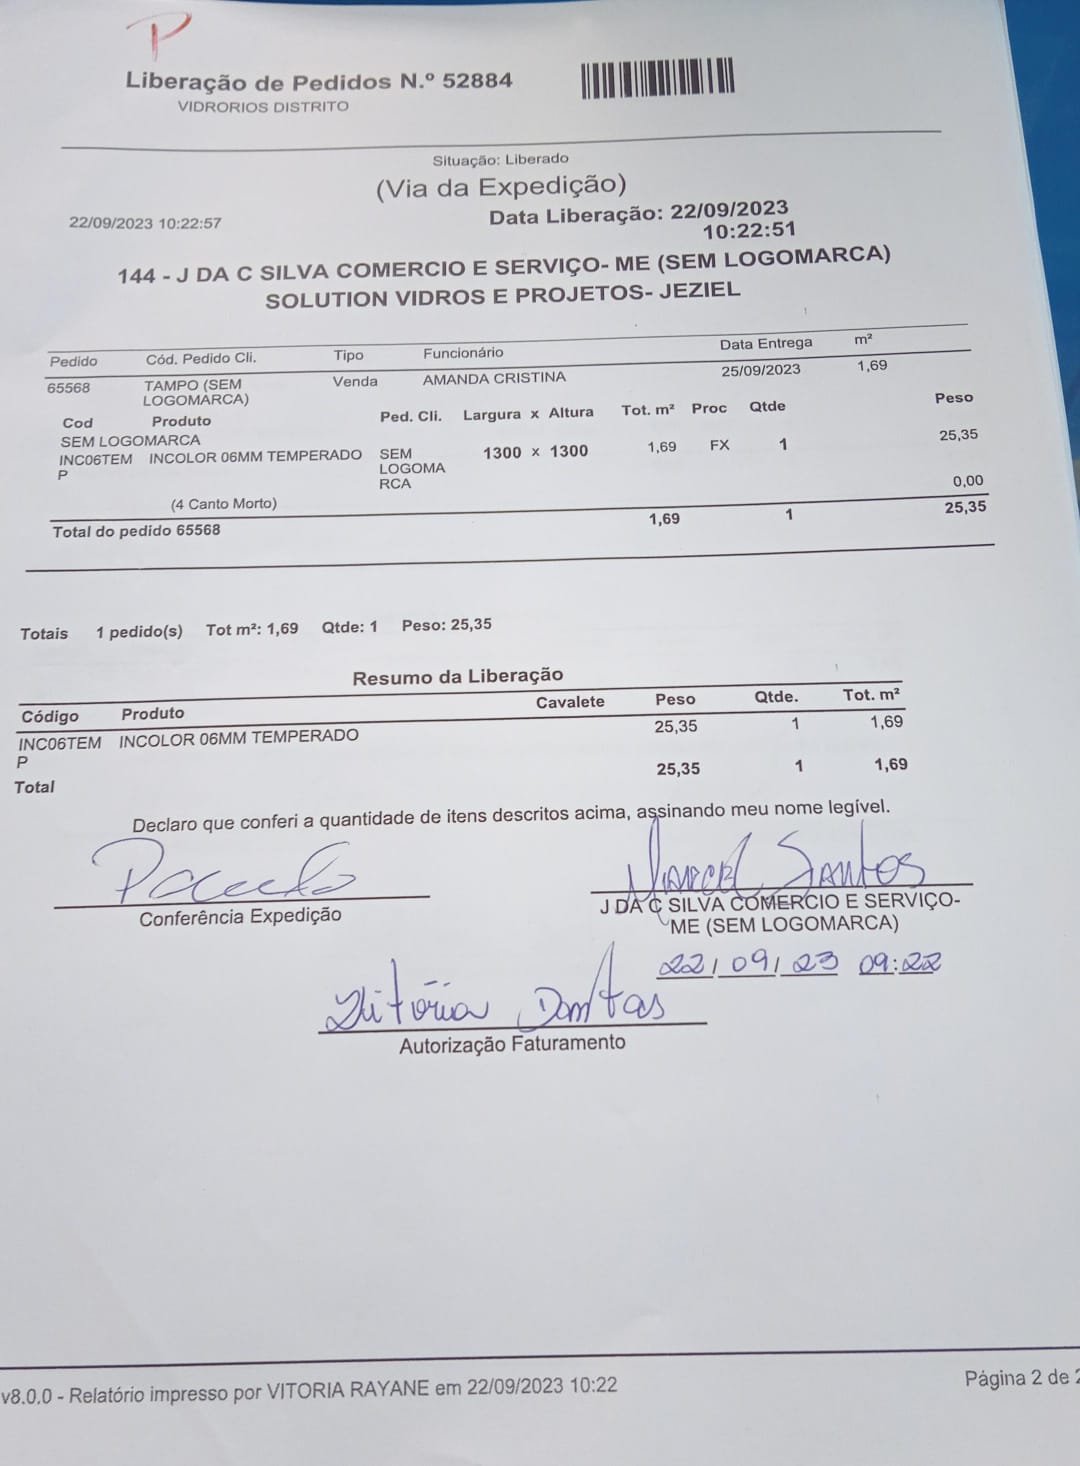 P
Liberação de Pedidos N.º 52884
VIDRORIOS DISTRITO
Situação: Liberado
(Via da Expedição)
22/09/2023 10:22:57
Data Liberação: 22/09/2023
10:22:51
144 - J DA C SILVA COMERCIO E SERVIÇO- ME (SEM LOGOMARCA)
SOLUTION VIDROS E PROJETOS- JEZIEL
Pedido Cód. Pedido Cli. Tipo Funcionário Data Entrega m²
65568 TAMPO (SEM Venda AMANDA CRISTINA 25/09/2023 1,69
LOGOMARCA)
Cod Produto Ped. Cli. Largura x Altura Tot. m² Proc Qtde Peso
SEM LOGOMARCA
INC06TEM INCOLOR 06MM TEMPERADO SEM 1300 x 1300 1,69 FX 1 25,35
P LOGOMA
RCA
(4 Canto Morto) 0,00
Total do pedido 65568 1,69 1 25,35
Totais 1 pedido(s) Tot m²: 1,69 Qtde: 1 Peso: 25,35
Resumo da Liberação
Código Produto Cavalete Peso Qtde. Tot. m²
INC06TEM INCOLOR 06MM TEMPERADO 25,35 1 1,69
P
Total 25,35 1 1,69
Declaro que conferi a quantidade de itens descritos acima, assinando meu nome legível.
Paulo Marcel Santos
Conferência Expedição
J DA C SILVA COMERCIO E SERVIÇO-
ME (SEM LOGOMARCA)
22/09/23 09:22
Vitória Dantas
Autorização Faturamento
v8.0.0 - Relatório impresso por VITORIA RAYANE em 22/09/2023 10:22
Página 2 de 2